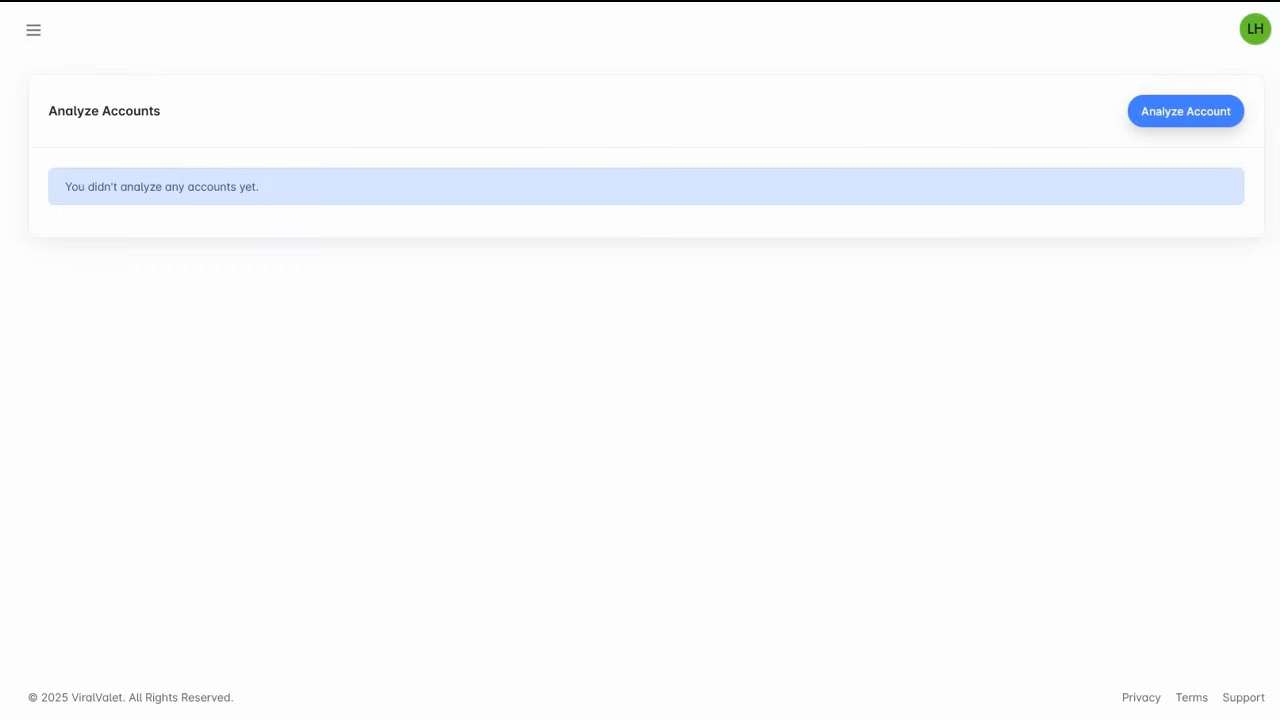 LH
Analyze Accounts
Analyze Account
You didn't analyze any accounts yet.
© 2025 ViralValet. All Rights Reserved.
Privacy Terms Support